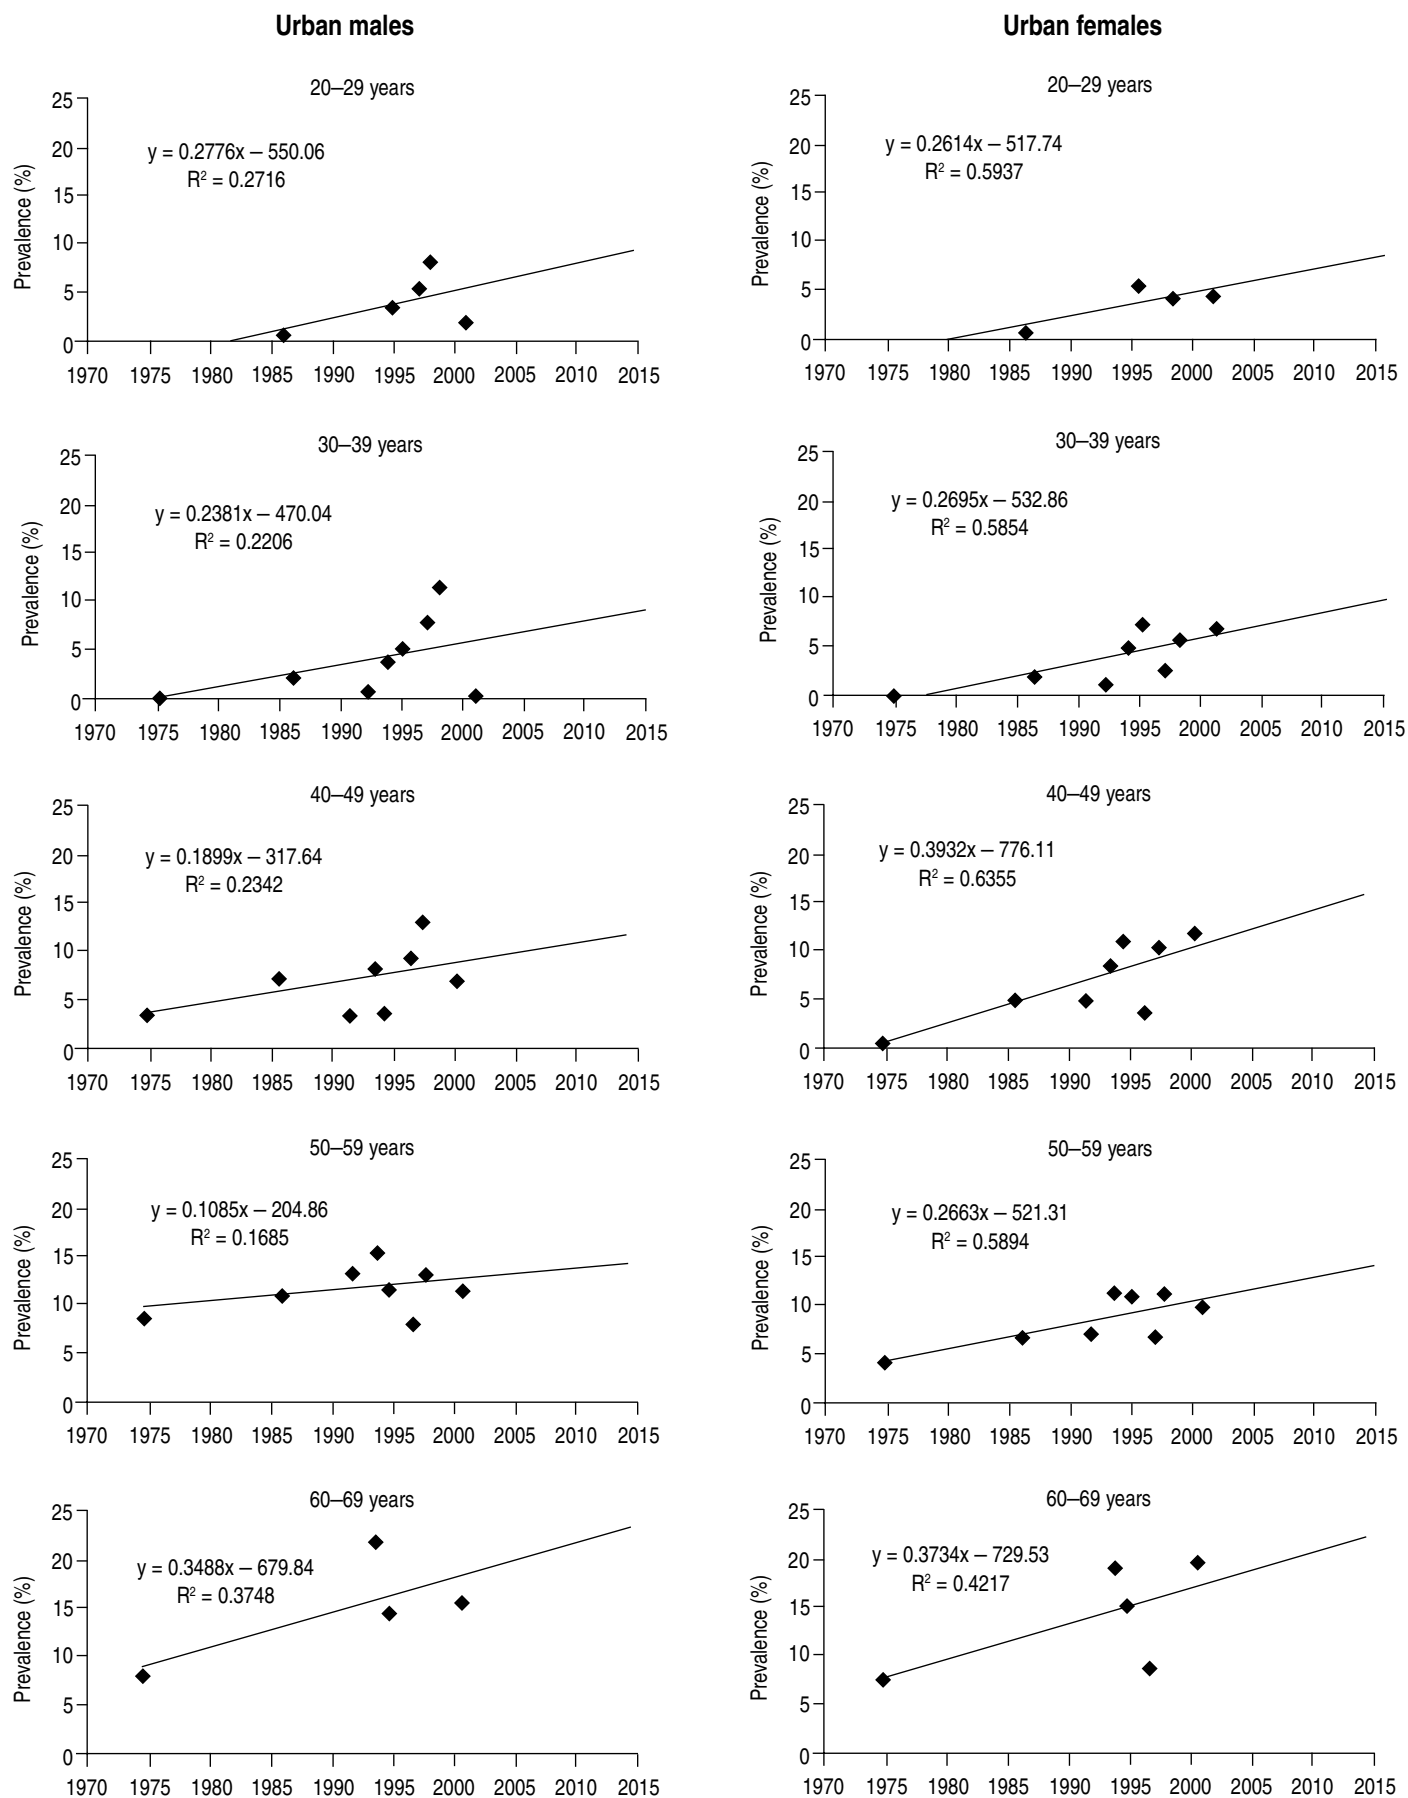 Urban males
20–29 years
25
20
15
10
5
0
Prevalence (%)
y = 0.2776x – 550.06
R² = 0.2716
1970 1975 1980 1985 1990 1995 2000 2005 2010 2015
30–39 years
25
20
15
10
5
0
Prevalence (%)
y = 0.2381x – 470.04
R² = 0.2206
1970 1975 1980 1985 1990 1995 2000 2005 2010 2015
40–49 years
25
20
15
10
5
0
Prevalence (%)
y = 0.1899x – 317.64
R² = 0.2342
1970 1975 1980 1985 1990 1995 2000 2005 2010 2015
50–59 years
25
20
15
10
5
0
Prevalence (%)
y = 0.1085x – 204.86
R² = 0.1685
1970 1975 1980 1985 1990 1995 2000 2005 2010 2015
60–69 years
25
20
15
10
5
0
Prevalence (%)
y = 0.3488x – 679.84
R² = 0.3748
1970 1975 1980 1985 1990 1995 2000 2005 2010 2015
Urban females
20–29 years
25
20
15
10
5
0
Prevalence (%)
y = 0.2614x – 517.74
R² = 0.5937
1970 1975 1980 1985 1990 1995 2000 2005 2010 2015
30–39 years
25
20
15
10
5
0
Prevalence (%)
y = 0.2695x – 532.86
R² = 0.5854
1970 1975 1980 1985 1990 1995 2000 2005 2010 2015
40–49 years
25
20
15
10
5
0
Prevalence (%)
y = 0.3932x – 776.11
R² = 0.6355
1970 1975 1980 1985 1990 1995 2000 2005 2010 2015
50–59 years
25
20
15
10
5
0
Prevalence (%)
y = 0.2663x – 521.31
R² = 0.5894
1970 1975 1980 1985 1990 1995 2000 2005 2010 2015
60–69 years
25
20
15
10
5
0
Prevalence (%)
y = 0.3734x – 729.53
R² = 0.4217
1970 1975 1980 1985 1990 1995 2000 2005 2010 2015